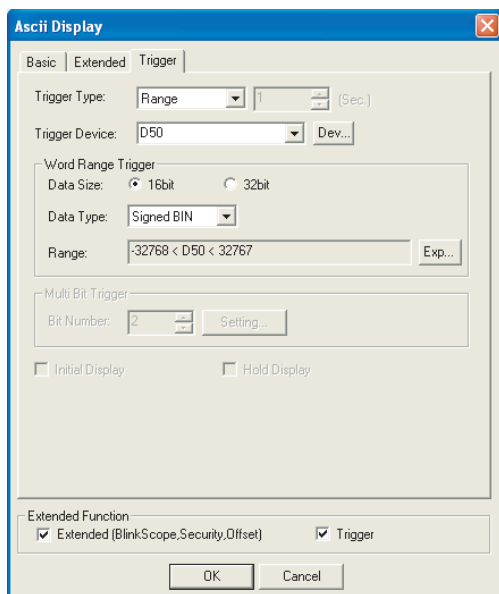 Ascii Display
Basic Extended Trigger
Trigger Type: Range 1 (Sec.)
Trigger Device: D50 Dev...
Word Range Trigger
Data Size: 16bit 32bit
Data Type: Signed BIN
Range: -32768 < D50 < 32767 Exp...
Multi Bit Trigger
Bit Number: 2 Setting...
Initial Display Hold Display
Extended Function
Extended (BlinkScope,Security,Offset) Trigger
OK Cancel